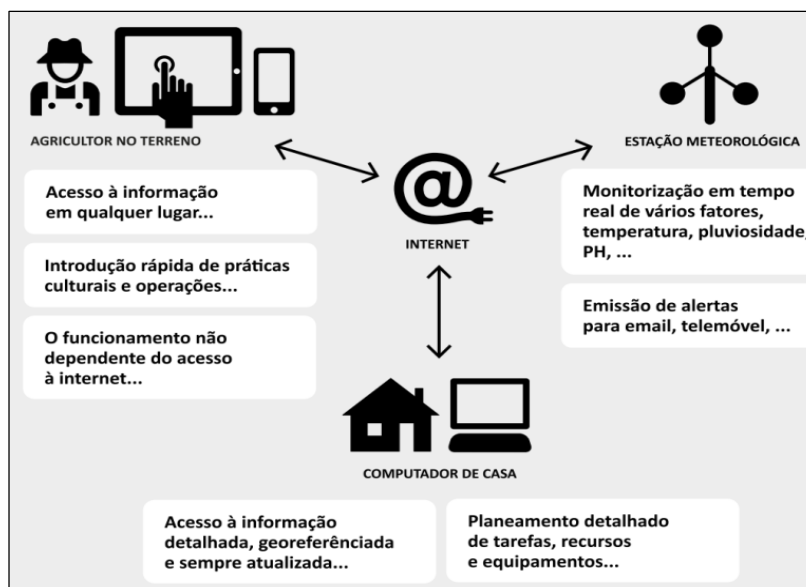 AGRICULTOR NO TERRENO
Acesso à informação
em qualquer lugar...
Introdução rápida de práticas
culturais e operações...
O funcionamento não
dependente do acesso
à internet...
@
INTERNET
ESTAÇÃO METEOROLÓGICA
Monitorização em tempo
real de vários fatores,
temperatura, pluviosidade,
PH, ...
Emissão de alertas
para email, telemóvel, ...
COMPUTADOR DE CASA
Acesso à informação
detalhada, georeferênciada
e sempre atualizada...
Planeamento detalhado
de tarefas, recursos
e equipamentos...